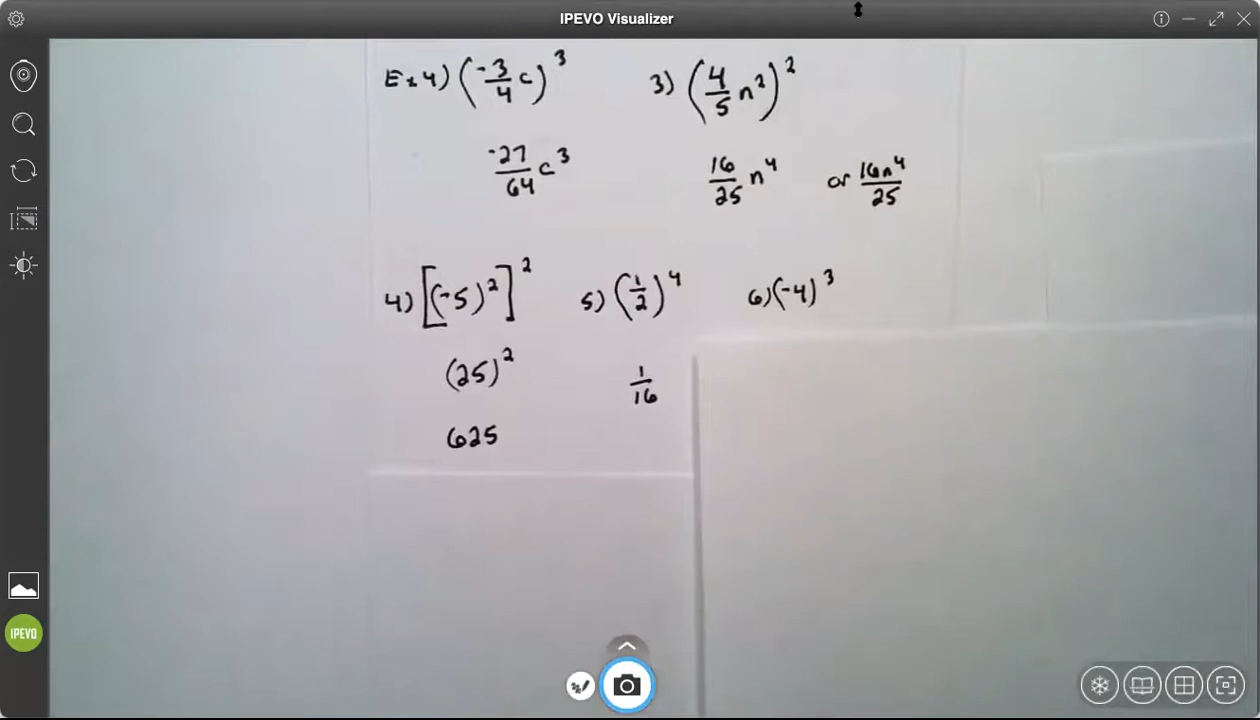 IPEVO Visualizer
Ex 4) (-3/4 c)^3 3) (4/5 n^2)^2
-27/64 c^3 16/25 n^4 or 16n^4/25
4) [(-5)^2]^2 5) (1/2)^4 6) (-4)^3
(25)^2 1/16
625
IPEVO